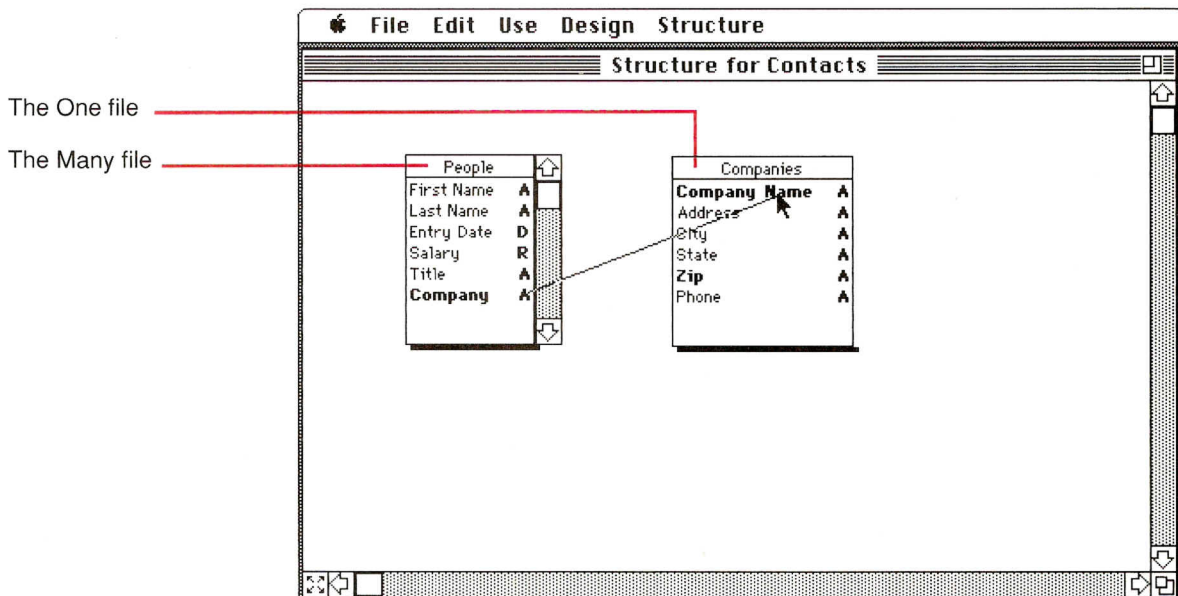 File Edit Use Design Structure
Structure for Contacts
The One file
The Many file
People
First Name A
Last Name A
Entry Date D
Salary R
Title A
Company A
Companies
Company Name A
Address A
City A
State A
Zip A
Phone A